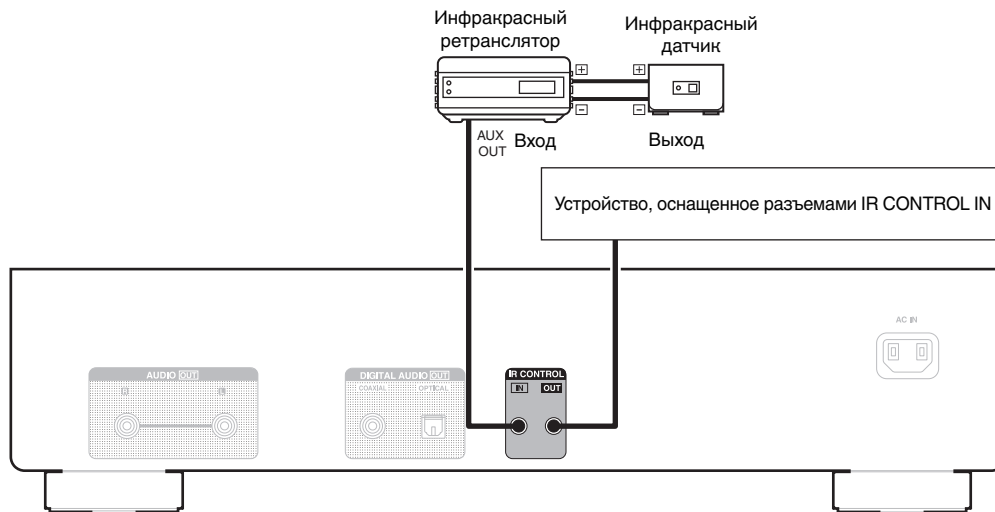 Инфракрасный
ретранслятор
Инфракрасный
датчик
+
+
−
−
AUX
OUT
Вход
Выход
Устройство, оснащенное разъемами IR CONTROL IN
AC IN
AUDIO OUT
DIGITAL AUDIO OUT
COAXIAL
OPTICAL
IR CONTROL
IN
OUT